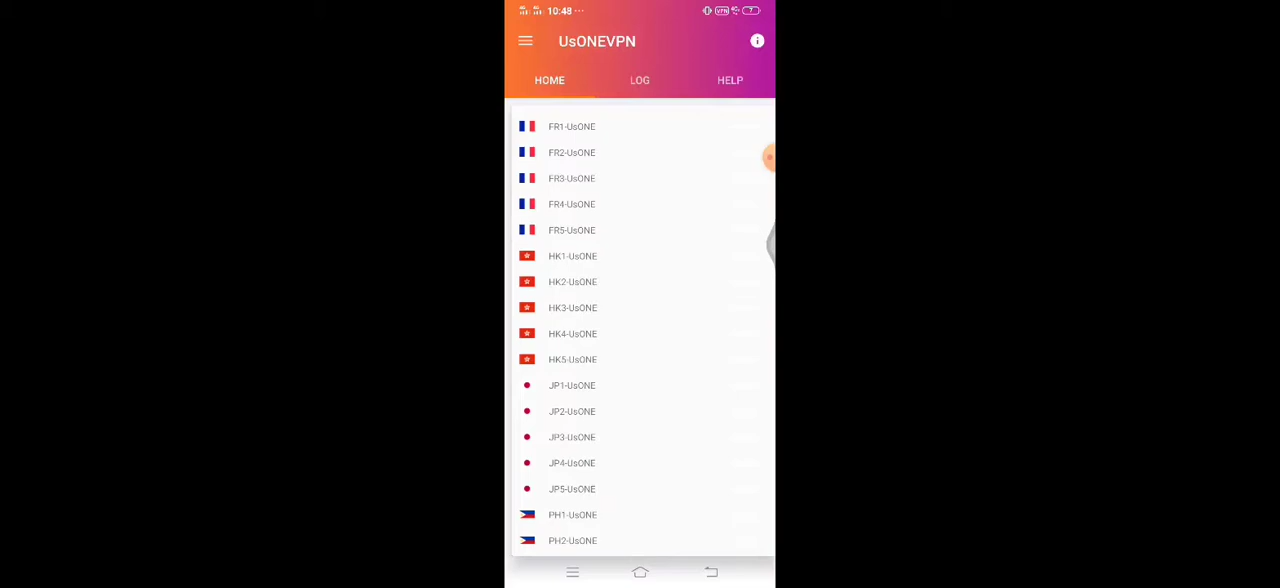 10:48 ...
VPN
7
UsONEVPN
HOME LOG HELP
FR1-UsONE
FR2-UsONE
FR3-UsONE
FR4-UsONE
FR5-UsONE
HK1-UsONE
HK2-UsONE
HK3-UsONE
HK4-UsONE
HK5-UsONE
JP1-UsONE
JP2-UsONE
JP3-UsONE
JP4-UsONE
JP5-UsONE
PH1-UsONE
PH2-UsONE